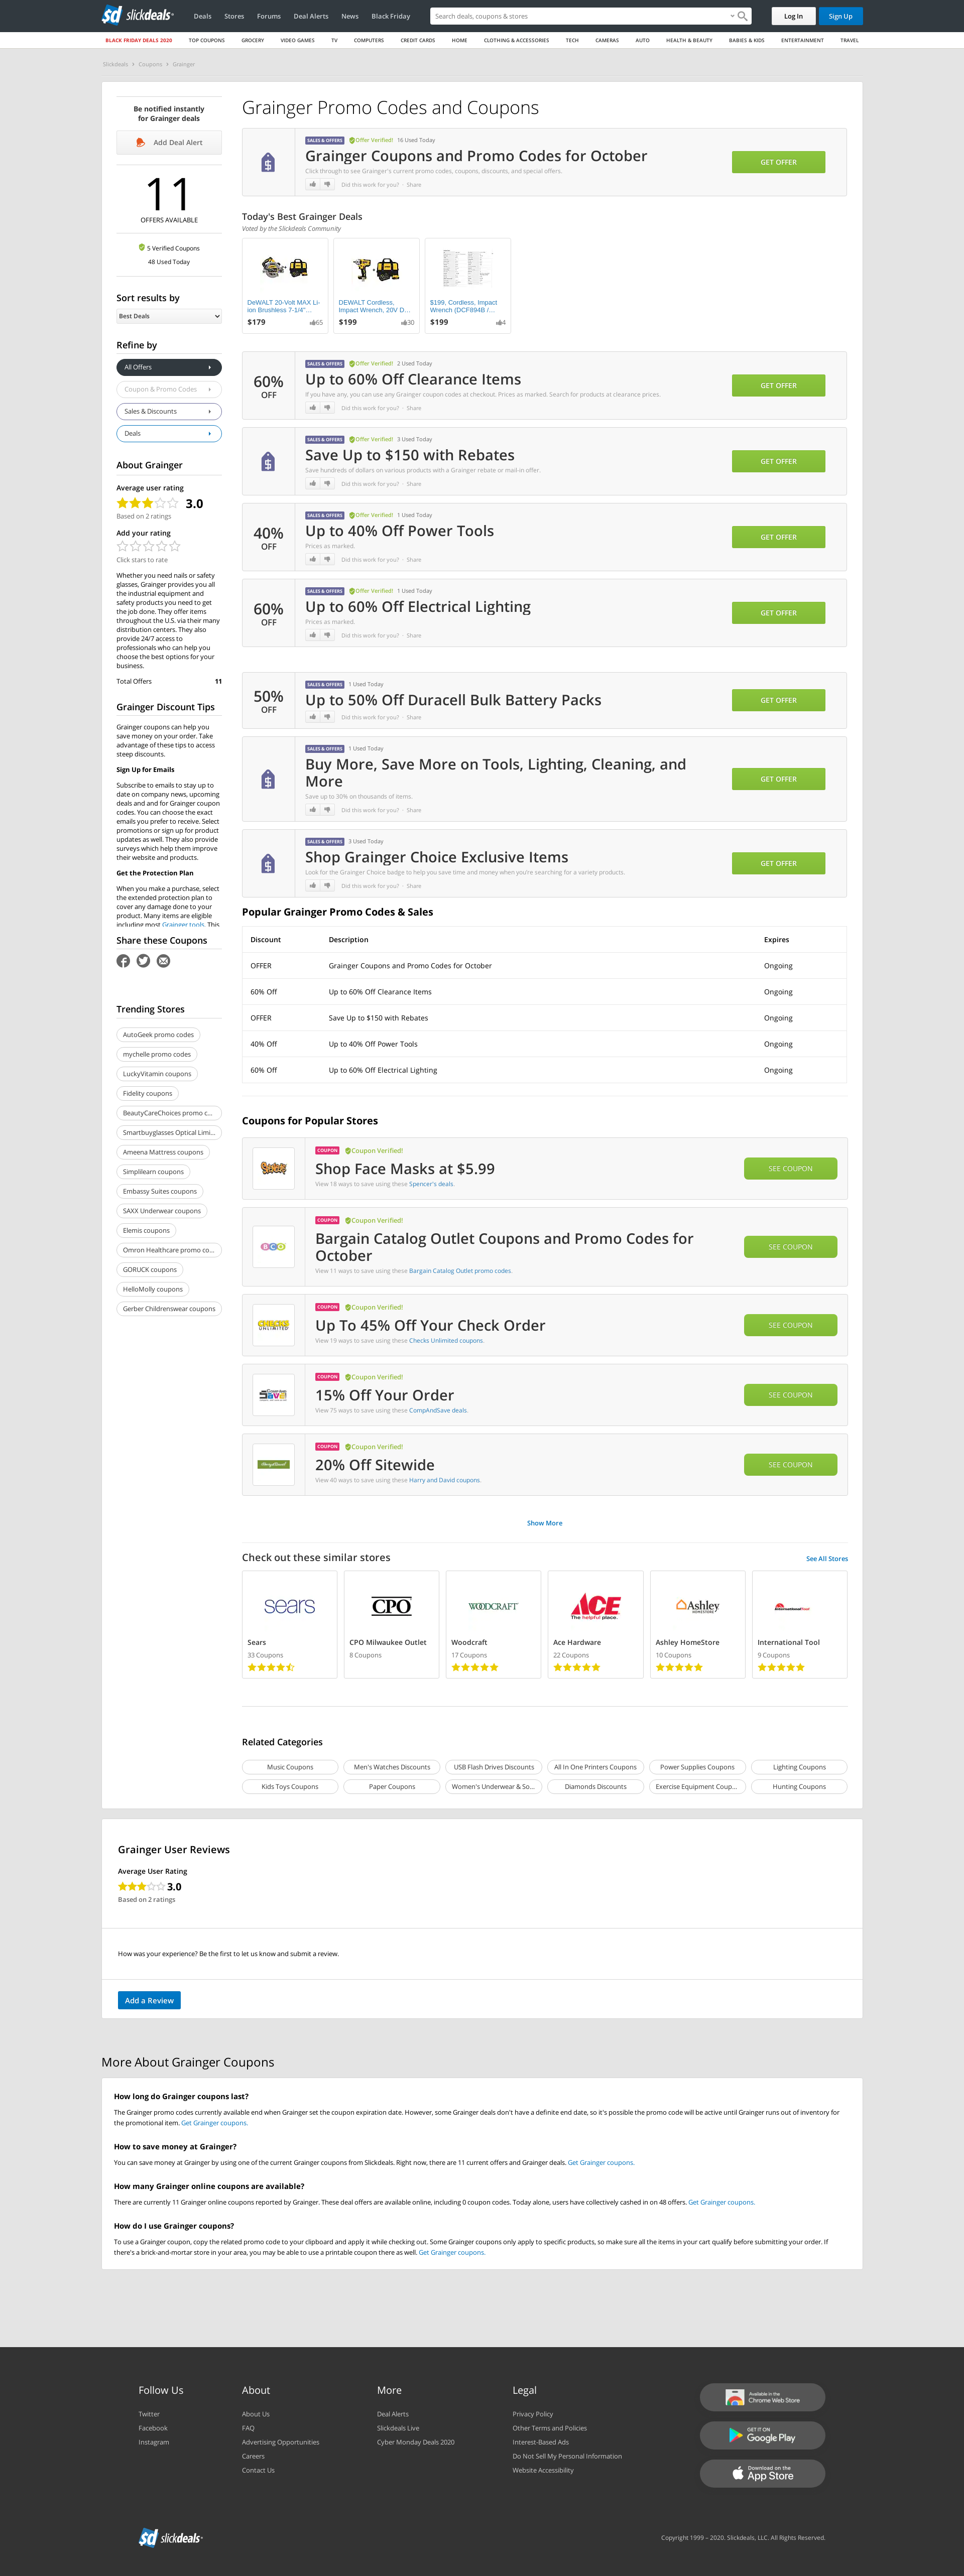 slickdeals
Deals
Stores
Forums
Deal Alerts
News
Black Friday
Search deals, coupons & stores
Log In
Sign Up
BLACK FRIDAY DEALS 2020
TOP COUPONS
GROCERY
VIDEO GAMES
TV
COMPUTERS
CREDIT CARDS
HOME
CLOTHING & ACCESSORIES
TECH
CAMERAS
AUTO
HEALTH & BEAUTY
BABIES & KIDS
ENTERTAINMENT
TRAVEL
Slickdeals > Coupons > Grainger
Be notified instantly
for Grainger deals
Add Deal Alert
11
OFFERS AVAILABLE
5 Verified Coupons
48 Used Today
Sort results by
Best Deals
Refine by
All Offers
Coupon & Promo Codes
Sales & Discounts
Deals
About Grainger
Average user rating
3.0
Based on 2 ratings
Add your rating
Click stars to rate
Whether you need nails or safety
glasses, Grainger provides you all
the industrial equipment and
safety products you need to get
the job done. They offer items
throughout the U.S. via their many
distribution centers. They also
provide 24/7 access to
professionals who can help you
choose the best options for your
business.
Total Offers 11
Grainger Discount Tips
Grainger coupons can help you
save money on your order. Take
advantage of these tips to access
steep discounts.
Sign Up for Emails
Subscribe to emails to stay up to
date on company news, upcoming
deals and and for Grainger coupon
codes. You can choose the exact
emails you prefer to receive. Select
promotions or sign up for product
updates as well. They also provide
surveys which help them improve
their website and products.
Get the Protection Plan
When you make a purchase, select
the extended protection plan to
cover any damage done to your
product. Many items are eligible
including most Grainger tools. This
Share these Coupons
Trending Stores
AutoGeek promo codes
mychelle promo codes
LuckyVitamin coupons
Fidelity coupons
BeautyCareChoices promo c...
Smartbuyglasses Optical Limi...
Ameena Mattress coupons
Simplilearn coupons
Embassy Suites coupons
SAXX Underwear coupons
Elemis coupons
Omron Healthcare promo co...
GORUCK coupons
HelloMolly coupons
Gerber Childrenswear coupons
Grainger Promo Codes and Coupons
SALES & OFFERS Offer Verified! 16 Used Today
Grainger Coupons and Promo Codes for October
Click through to see Grainger's current promo codes, coupons, discounts, and special offers.
Did this work for you? · Share
GET OFFER
Today's Best Grainger Deals
Voted by the Slickdeals Community
DeWALT 20-Volt MAX Li-
ion Brushless 7-1/4"...
$179 65
DEWALT Cordless,
Impact Wrench, 20V D...
$199 30
$199, Cordless, Impact
Wrench (DCF894B /...
$199 4
60%
OFF
SALES & OFFERS Offer Verified! 2 Used Today
Up to 60% Off Clearance Items
If you have any, you can use any Grainger coupon codes at checkout. Prices as marked. Search for products at clearance prices.
Did this work for you? · Share
GET OFFER
SALES & OFFERS Offer Verified! 3 Used Today
Save Up to $150 with Rebates
Save hundreds of dollars on various products with a Grainger rebate or mail-in offer.
Did this work for you? · Share
GET OFFER
40%
OFF
SALES & OFFERS Offer Verified! 1 Used Today
Up to 40% Off Power Tools
Prices as marked.
Did this work for you? · Share
GET OFFER
60%
OFF
SALES & OFFERS Offer Verified! 1 Used Today
Up to 60% Off Electrical Lighting
Prices as marked.
Did this work for you? · Share
GET OFFER
50%
OFF
SALES & OFFERS 1 Used Today
Up to 50% Off Duracell Bulk Battery Packs
Did this work for you? · Share
GET OFFER
SALES & OFFERS 1 Used Today
Buy More, Save More on Tools, Lighting, Cleaning, and
More
Save up to 30% on thousands of items.
Did this work for you? · Share
GET OFFER
SALES & OFFERS 3 Used Today
Shop Grainger Choice Exclusive Items
Look for the Grainger Choice badge to help you save time and money when you're searching for a variety products.
Did this work for you? · Share
GET OFFER
Popular Grainger Promo Codes & Sales
Discount Description Expires
OFFER Grainger Coupons and Promo Codes for October Ongoing
60% Off Up to 60% Off Clearance Items Ongoing
OFFER Save Up to $150 with Rebates Ongoing
40% Off Up to 40% Off Power Tools Ongoing
60% Off Up to 60% Off Electrical Lighting Ongoing
Coupons for Popular Stores
COUPON Coupon Verified!
Shop Face Masks at $5.99
View 18 ways to save using these Spencer's deals.
SEE COUPON
BCO
COUPON Coupon Verified!
Bargain Catalog Outlet Coupons and Promo Codes for
October
View 11 ways to save using these Bargain Catalog Outlet promo codes.
SEE COUPON
CHECKS
UNLIMITED
COUPON Coupon Verified!
Up To 45% Off Your Check Order
View 19 ways to save using these Checks Unlimited coupons.
SEE COUPON
COUPON Coupon Verified!
15% Off Your Order
View 75 ways to save using these CompAndSave deals.
SEE COUPON
COUPON Coupon Verified!
20% Off Sitewide
View 40 ways to save using these Harry and David coupons.
SEE COUPON
Show More
Check out these similar stores
See All Stores
sears
Sears
33 Coupons
CPO
CPO Milwaukee Outlet
8 Coupons
WOODCRAFT
Woodcraft
17 Coupons
ACE
The helpful place.
Ace Hardware
22 Coupons
Ashley
HOMESTORE
Ashley HomeStore
10 Coupons
InternationalTool
International Tool
9 Coupons
Related Categories
Music Coupons
Men's Watches Discounts
USB Flash Drives Discounts
All In One Printers Coupons
Power Supplies Coupons
Lighting Coupons
Kids Toys Coupons
Paper Coupons
Women's Underwear & So...
Diamonds Discounts
Exercise Equipment Coup...
Hunting Coupons
Grainger User Reviews
Average User Rating
3.0
Based on 2 ratings
How was your experience? Be the first to let us know and submit a review.
Add a Review
More About Grainger Coupons
How long do Grainger coupons last?
The Grainger promo codes currently available end when Grainger set the coupon expiration date. However, some Grainger deals don't have a definite end date, so it's possible the promo code will be active until Grainger runs out of inventory for
the promotional item. Get Grainger coupons.
How to save money at Grainger?
You can save money at Grainger by using one of the current Grainger coupons from Slickdeals. Right now, there are 11 current offers and Grainger deals. Get Grainger coupons.
How many Grainger online coupons are available?
There are currently 11 Grainger online coupons reported by Grainger. These deal offers are available online, including 0 coupon codes. Today alone, users have collectively cashed in on 48 offers. Get Grainger coupons.
How do I use Grainger coupons?
To use a Grainger coupon, copy the related promo code to your clipboard and apply it while checking out. Some Grainger coupons only apply to specific products, so make sure all the items in your cart qualify before submitting your order. If
there's a brick-and-mortar store in your area, you may be able to use a printable coupon there as well. Get Grainger coupons.
Follow Us
Twitter
Facebook
Instagram
About
About Us
FAQ
Advertising Opportunities
Careers
Contact Us
More
Deal Alerts
Slickdeals Live
Cyber Monday Deals 2020
Legal
Privacy Policy
Other Terms and Policies
Interest-Based Ads
Do Not Sell My Personal Information
Website Accessibility
Available in the
Chrome Web Store
GET IT ON
Google Play
Download on the
App Store
slickdeals
Copyright 1999 – 2020. Slickdeals, LLC. All Rights Reserved.